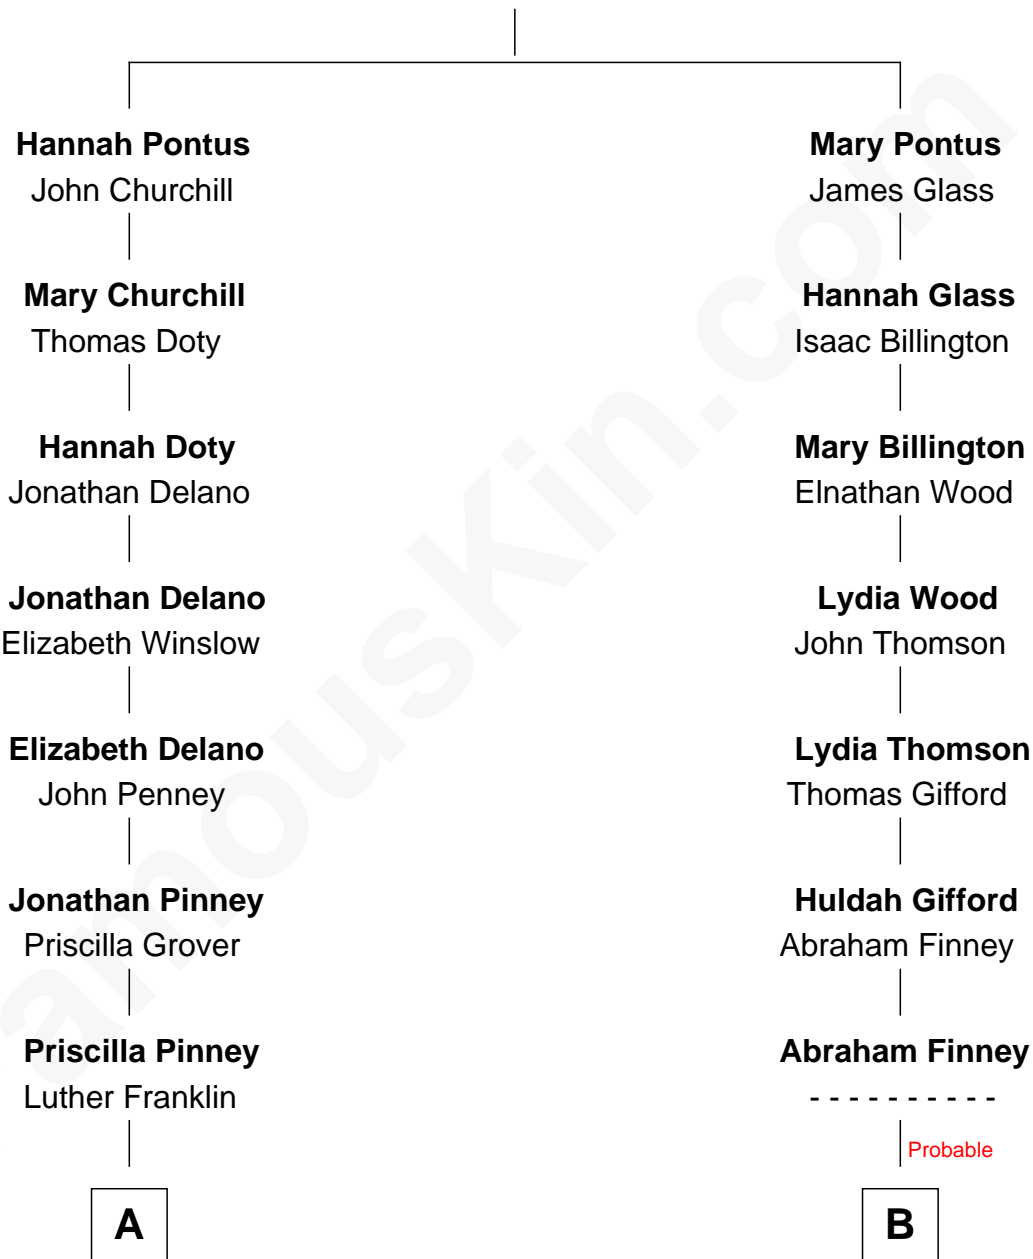 Hannah Pontus
John Churchill
Mary Churchill
Thomas Doty
Hannah Doty
Jonathan Delano
Jonathan Delano
Elizabeth Winslow
Elizabeth Delano
John Penney
Jonathan Pinney
Priscilla Grover
Priscilla Pinney
Luther Franklin
A
Mary Pontus
James Glass
Hannah Glass
Isaac Billington
Mary Billington
Elnathan Wood
Lydia Wood
John Thomson
Lydia Thomson
Thomas Gifford
Huldah Gifford
Abraham Finney
Abraham Finney
- - - - - - - - - -
Probable
B
amousKin.com